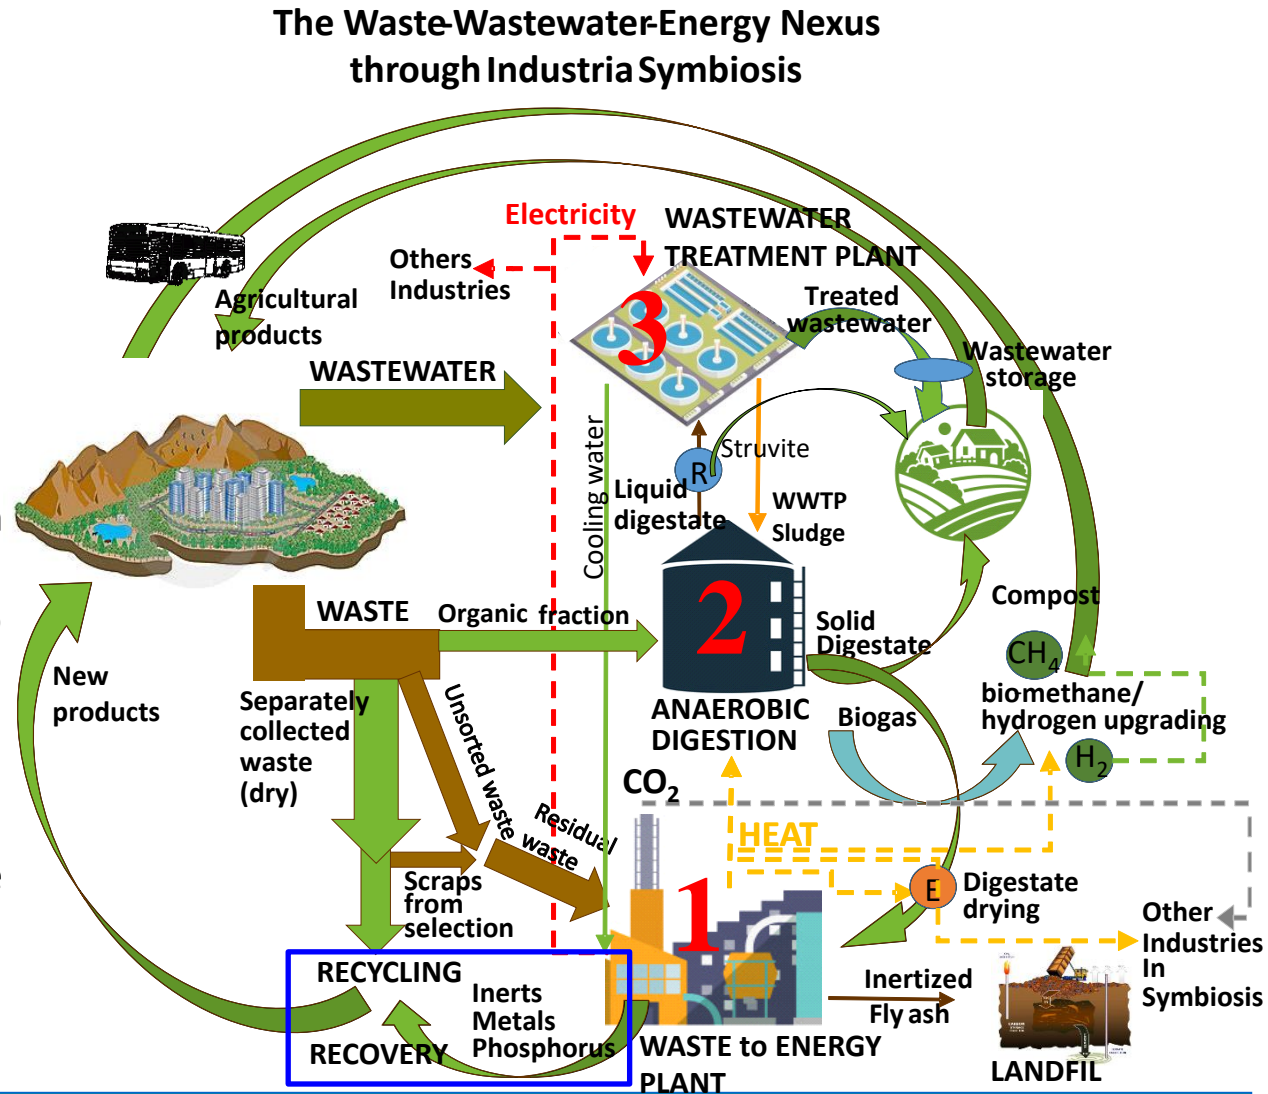 The Waste-Wastewater-Energy Nexus
through Industria Symbiosis
Electricity
WASTEWATER
TREATMENT PLANT
Others
Industries
Agricultural
products
Treated
wastewater
3
WASTEWATER
Wastewater
storage
Cooling water
Struvite
R
Liquid
digestate
WWTP
Sludge
2
WASTE
Organic fraction
Solid
Digestate
Compost
CH4
New
products
Separately
collected
waste
(dry)
Unsorted waste
ANAEROBIC
DIGESTION
Biogas
biomethane/
hydrogen upgrading
H2
CO2
Residual
waste
HEAT
1
E
Digestate
drying
Scraps
from
selection
Other
Industries
In
Symbiosis
RECYCLING
Inerts
Metals
Phosphorus
RECOVERY
Inertized
Fly ash
WASTE to ENERGY
PLANT
LANDFIL